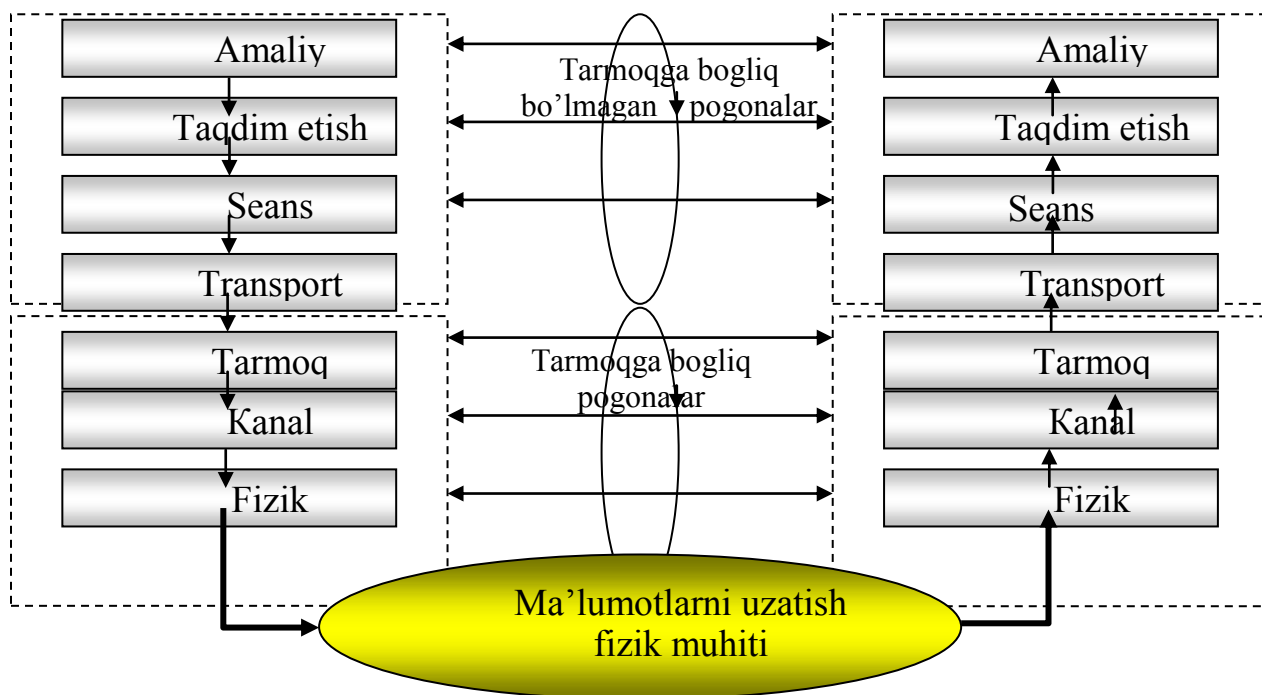 Amaliy
Taqdim etish
Seans
Transport
Tarmoq
Kanal
Fizik
Tarmoqga bogliq
bo’lmagan pogonalar
Tarmoqga bogliq
pogonalar
Amaliy
Taqdim etish
Seans
Transport
Tarmoq
Kanal
Fizik
Ma’lumotlarni uzatish
fizik muhiti